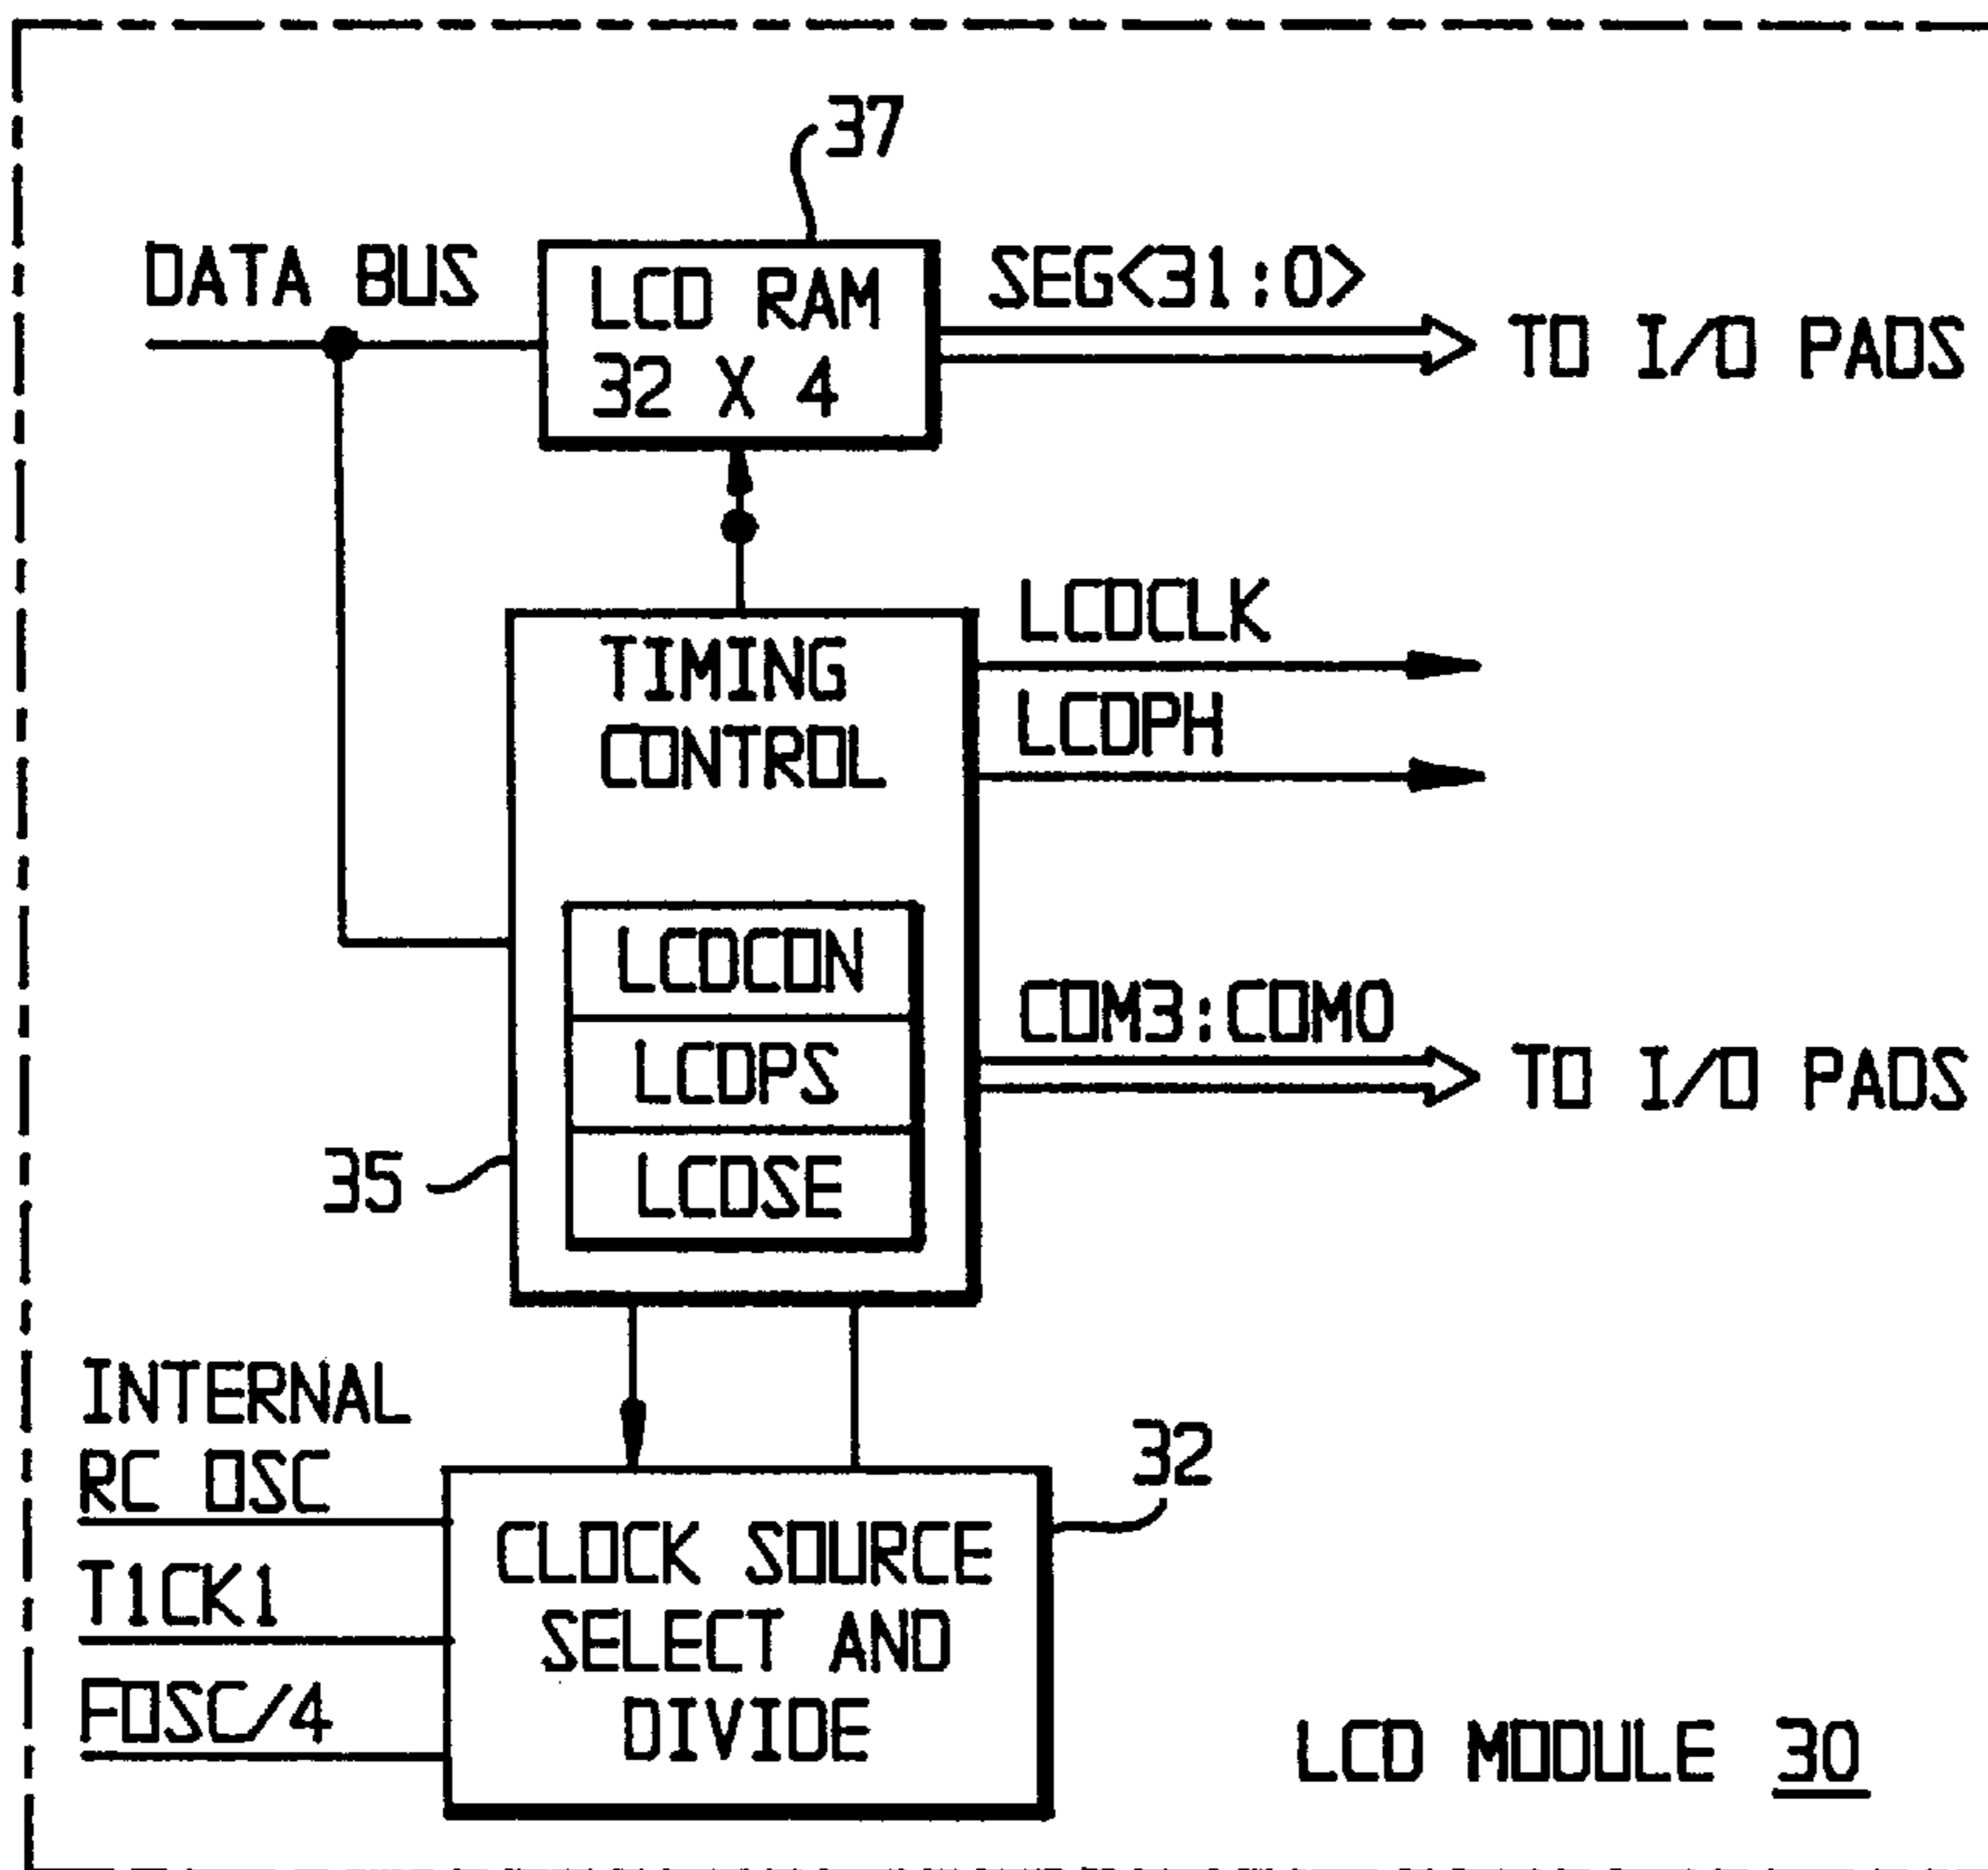 37
DATA BUS
LCD RAM
32 X 4
SEG<31:0>
TO I/O PADS
TIMING
CONTROL
LCDCLK
LCDPH
LCDCON
LCDPS
LCDSE
COM3:COM0
TO I/O PADS
35
INTERNAL
RC OSC
T1CK1
FOSC/4
CLOCK SOURCE
SELECT AND
DIVIDE
32
LCD MODULE 30